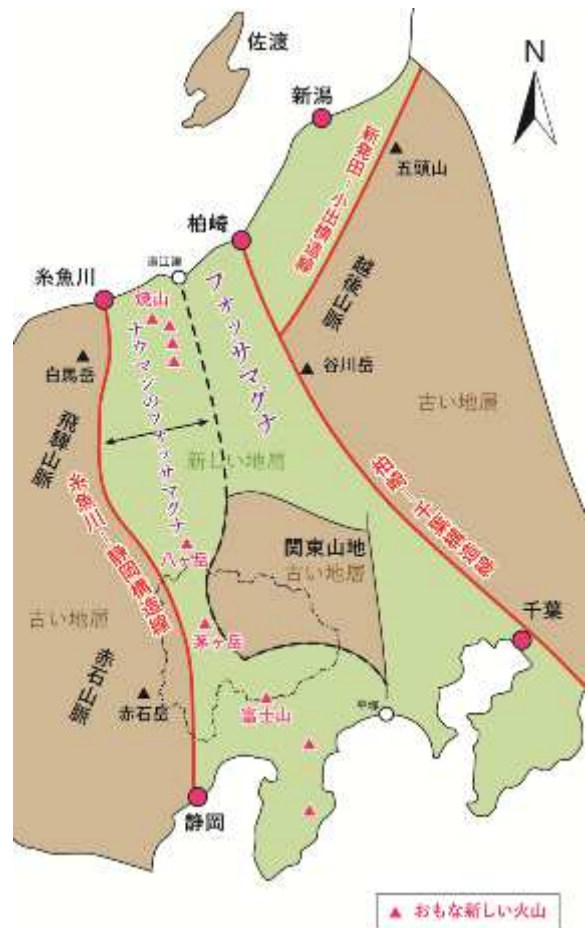 佐渡
N
新潟
新発田－小出構造線
五頭山
柏崎
直江津
糸魚川
越後山脈
フォッサマグナ
焼山
ナウマンのフォッサマグナ
白馬岳
谷川岳
飛騨山脈
古い地層
新しい地層
糸魚川－静岡構造線
柏崎－千葉構造線
関東山地
古い地層
八ヶ岳
古い地層
千葉
茅ヶ岳
赤石山脈
赤石岳
富士山
平塚
静岡
おもな新しい火山